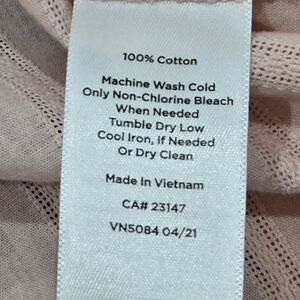 100% Cotton
Machine Wash Cold
Only Non-Chlorine Bleach
When Needed
Tumble Dry Low
Cool Iron, if Needed
Or Dry Clean
Made In Vietnam
CA# 23147
VN5084 04/21